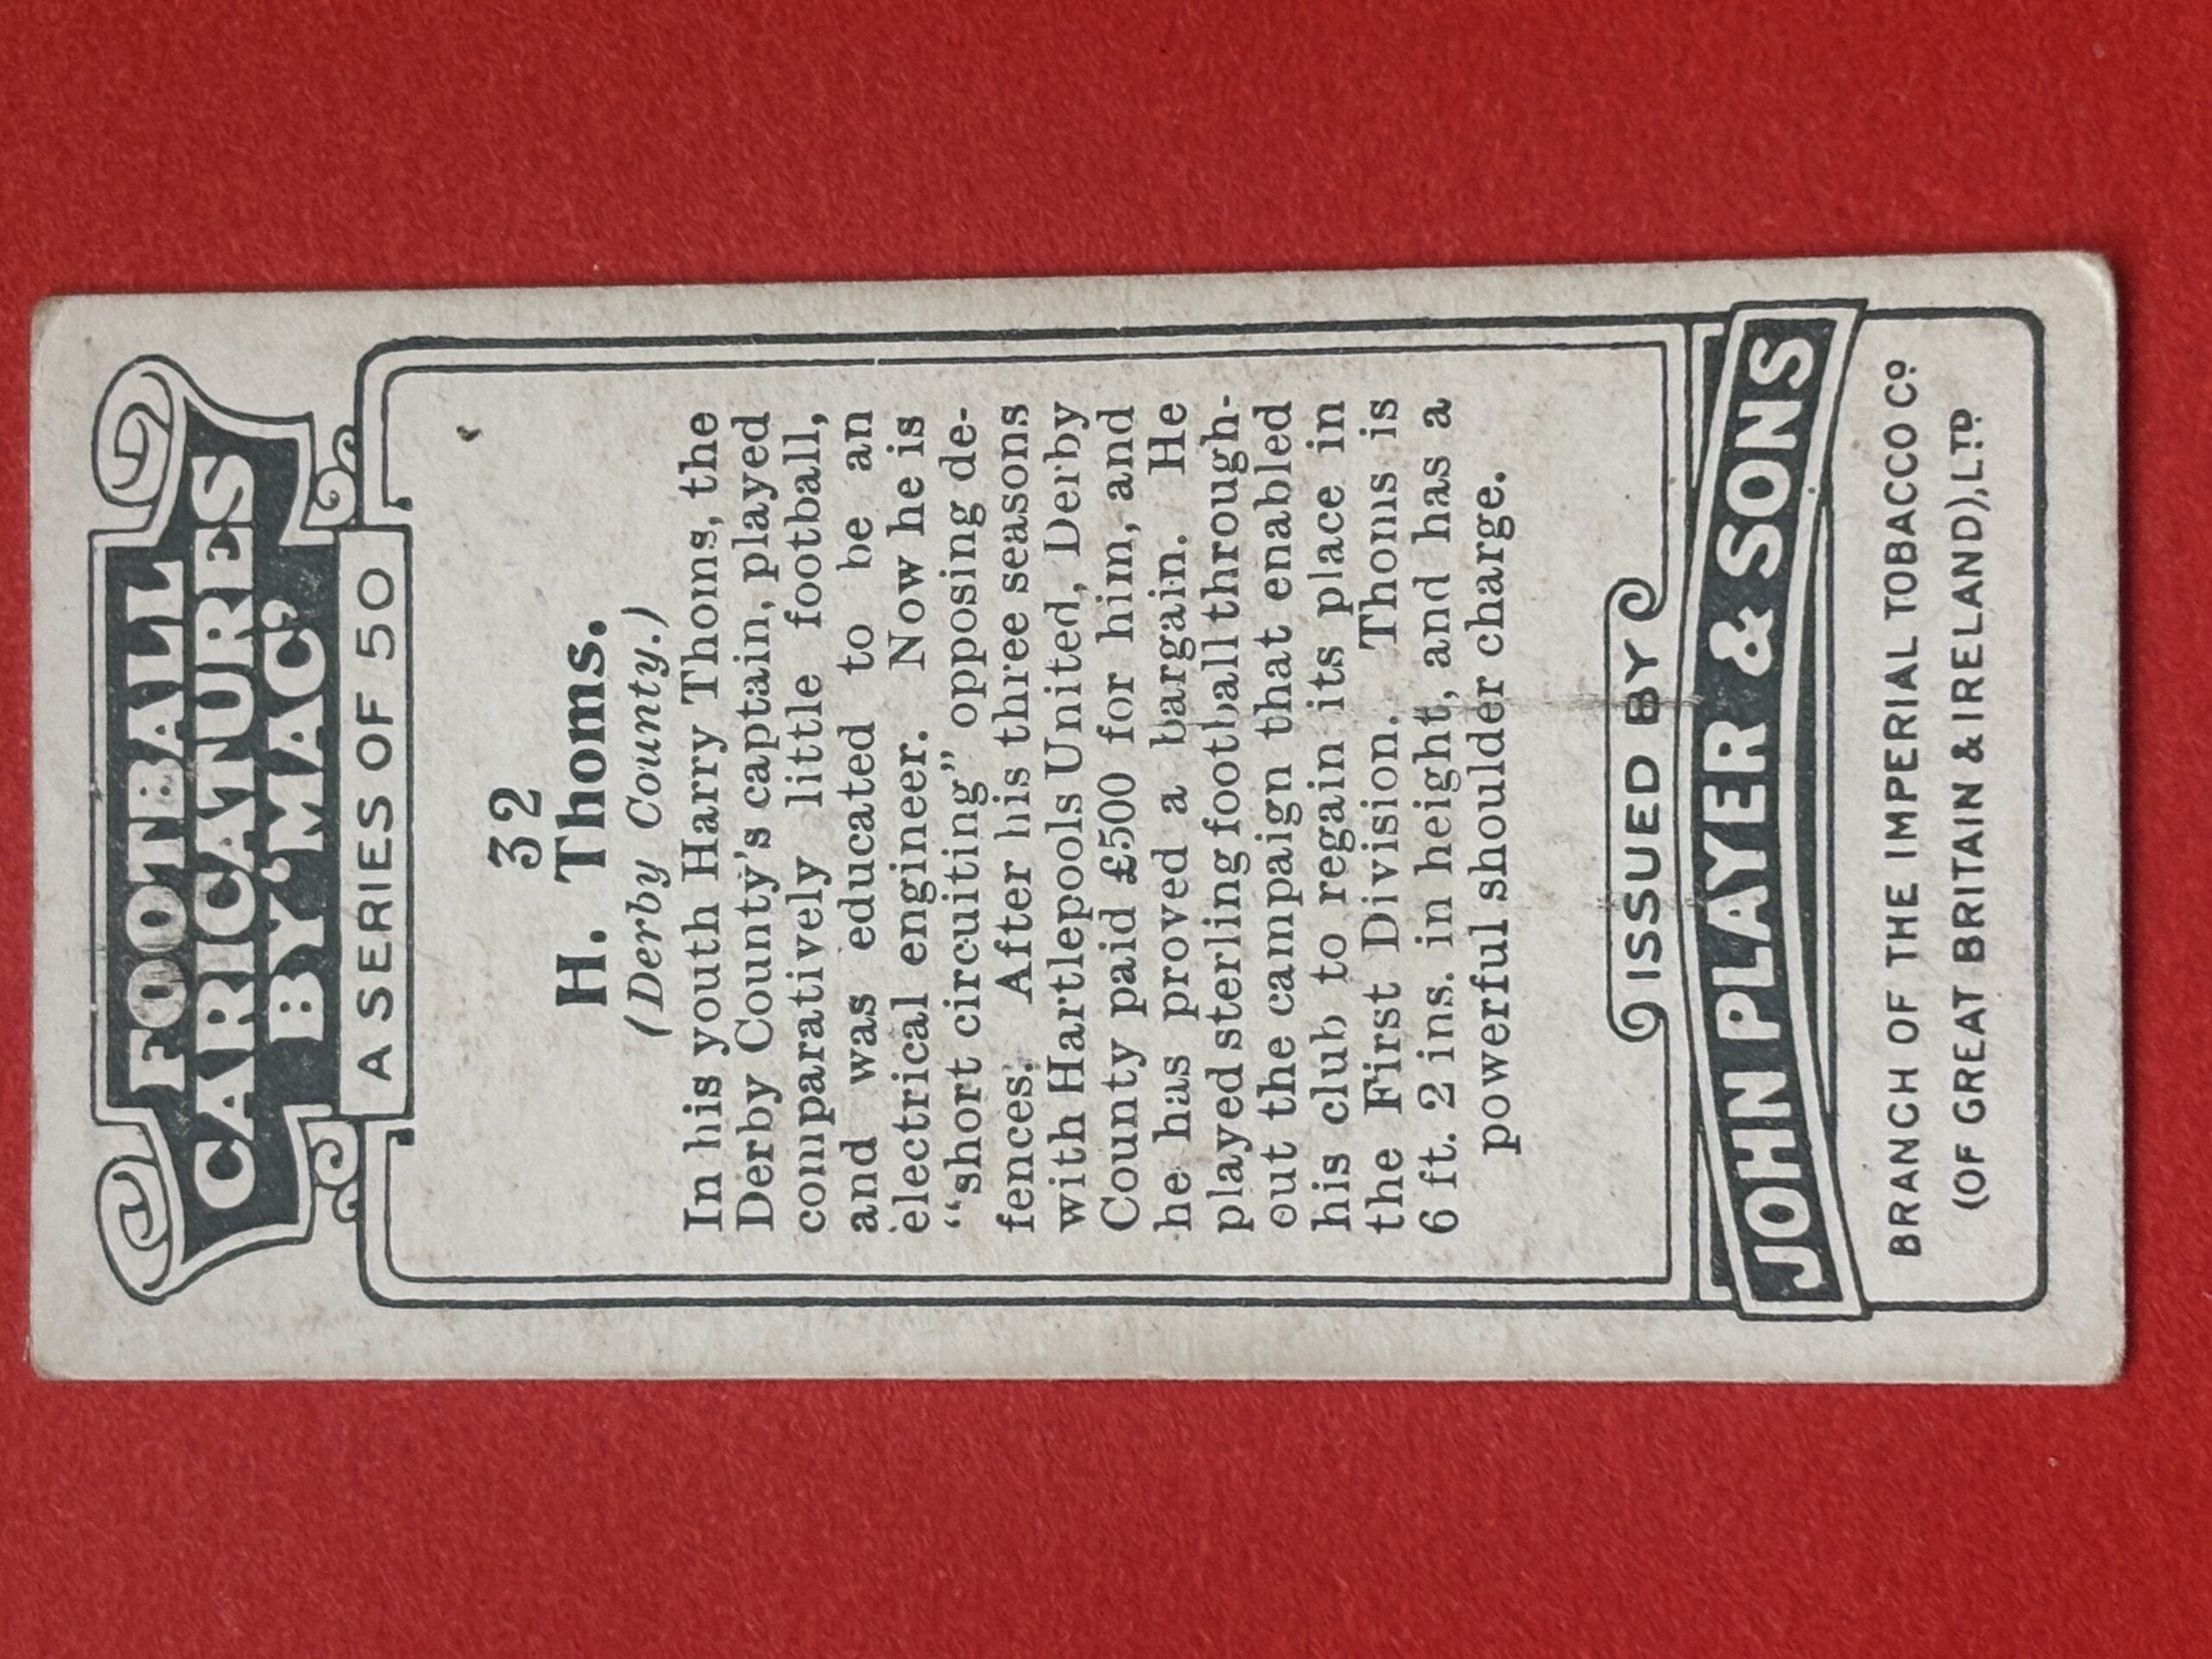 FOOTBALL
CARICATURES
BY 'MAC'
A SERIES OF 50
32
H. Thoms.
(Derby County.)
In his youth Harry Thoms, the
Derby County's captain, played
comparatively little football,
and was educated to be an
electrical engineer. Now he is
“short circuiting” opposing de-
fences. After his three seasons
with Hartlepools United, Derby
County paid £500 for him, and
he has proved a bargain. He
played sterling football through-
out the campaign that enabled
his club to regain its place in
the First Division. Thoms is
6 ft. 2 ins. in height, and has a
powerful shoulder charge.
ISSUED BY
JOHN PLAYER & SONS
BRANCH OF THE IMPERIAL TOBACCO Co.
(OF GREAT BRITAIN & IRELAND), LTD.